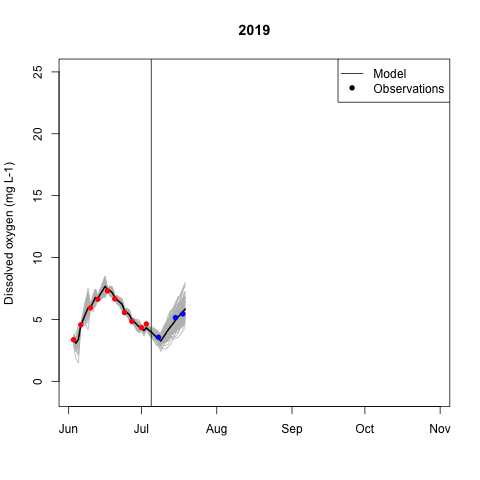 2019
Model
Observations
Dissolved oxygen (mg L-1)
25
20
15
10
5
0
Jun Jul Aug Sep Oct Nov